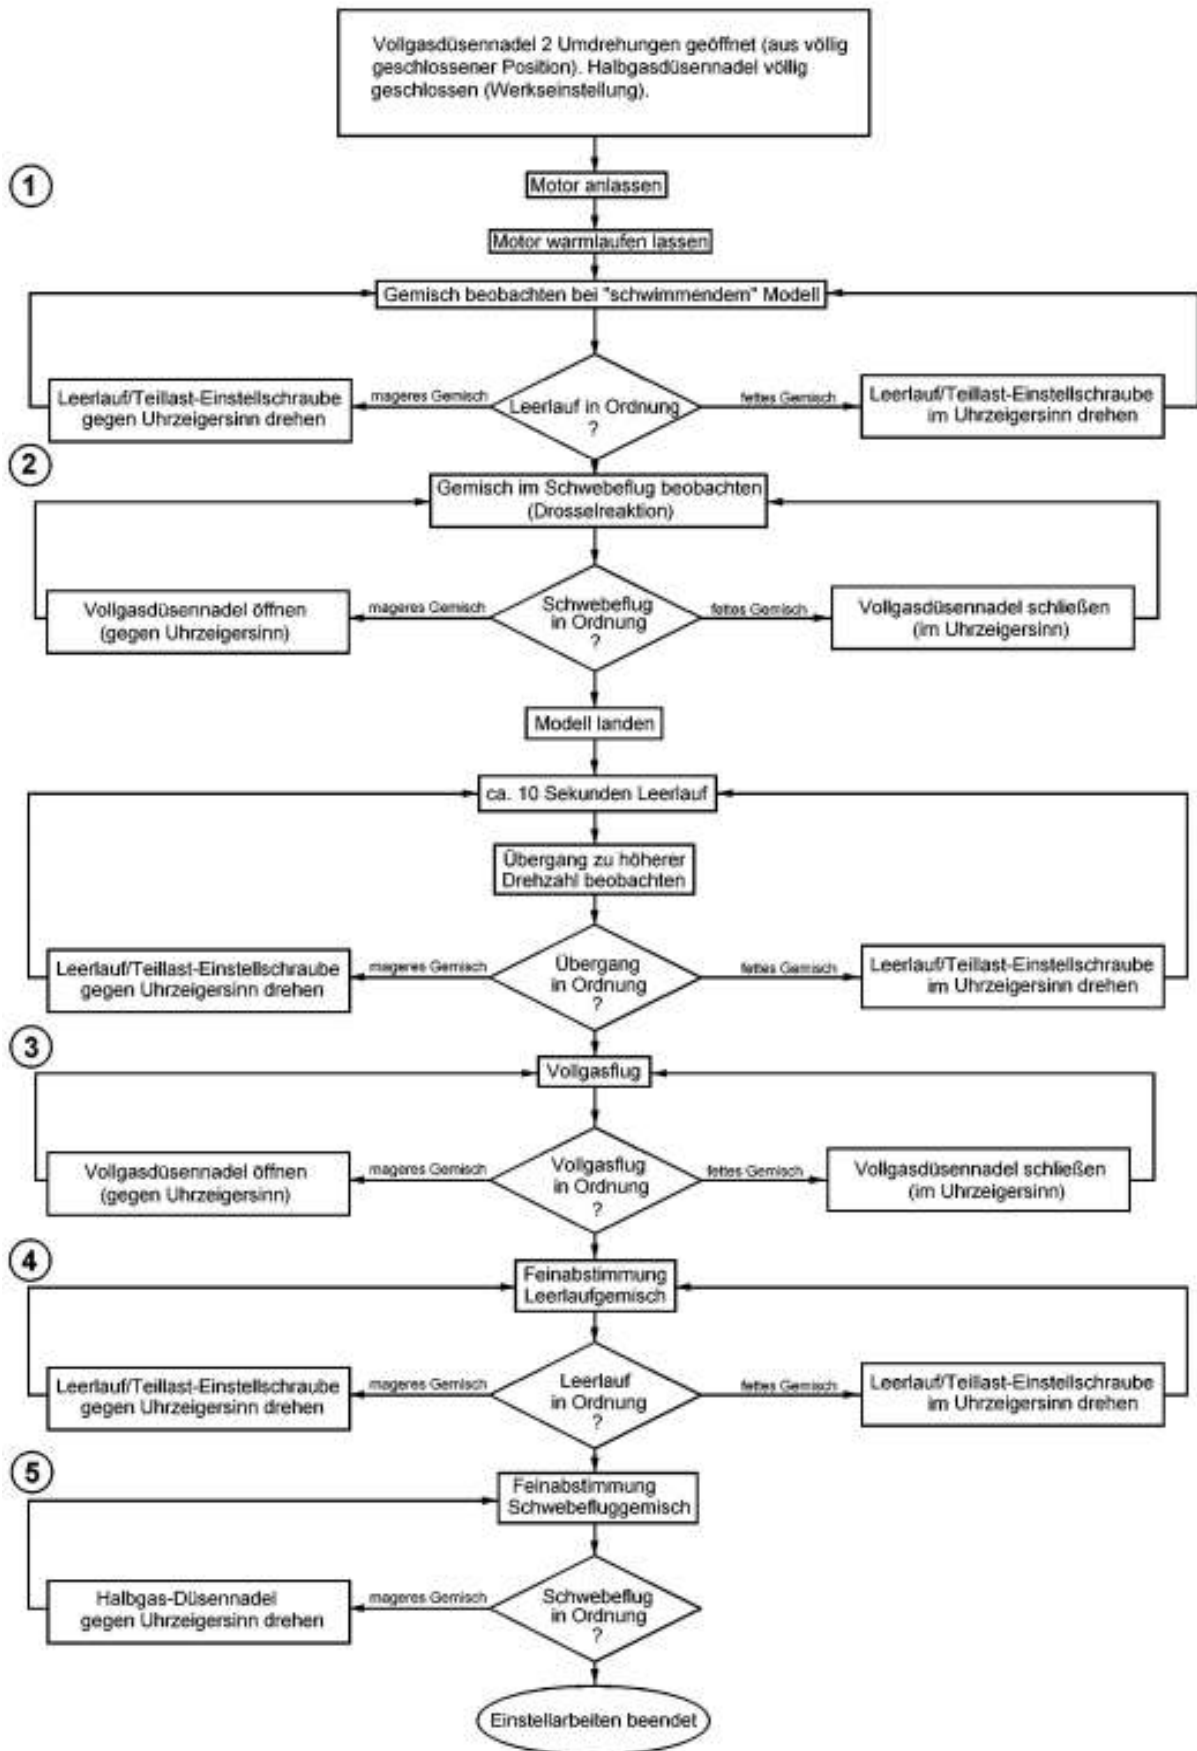 Vollgasdüsennadel 2 Umdrehungen geöffnet (aus völlig
geschlossener Position). Halbgasdüsennadel völlig
geschlossen (Werkseinstellung).
1
Motor anlassen
Motor warmlaufen lassen
Gemisch beobachten bei "schwimmendem" Modell
Leerlauf/Teillast-Einstellschraube
gegen Uhrzeigersinn drehen
mageres Gemisch
Leerlauf in Ordnung
?
fettes Gemisch
Leerlauf/Teillast-Einstellschraube
im Uhrzeigersinn drehen
2
Gemisch im Schwebeflug beobachten
(Drosselreaktion)
Vollgasdüsennadel öffnen
(gegen Uhrzeigersinn)
mageres Gemisch
Schwebeflug
in Ordnung
?
fettes Gemisch
Vollgasdüsennadel schließen
(im Uhrzeigersinn)
Modell landen
ca. 10 Sekunden Leerlauf
Übergang zu höherer
Drehzahl beobachten
Leerlauf/Teillast-Einstellschraube
gegen Uhrzeigersinn drehen
mageres Gemisch
Übergang
in Ordnung
?
fettes Gemisch
Leerlauf/Teillast-Einstellschraube
im Uhrzeigersinn drehen
3
Vollgasflug
Vollgasdüsennadel öffnen
(gegen Uhrzeigersinn)
mageres Gemisch
Vollgasflug
in Ordnung
?
fettes Gemisch
Vollgasdüsennadel schließen
(im Uhrzeigersinn)
4
Feinabstimmung
Leerlaufgemisch
Leerlauf/Teillast-Einstellschraube
gegen Uhrzeigersinn drehen
mageres Gemisch
Leerlauf
in Ordnung
?
fettes Gemisch
Leerlauf/Teillast-Einstellschraube
im Uhrzeigersinn drehen
5
Feinabstimmung
Schwebefluggemisch
Halbgas-Düsennadel
gegen Uhrzeigersinn drehen
mageres Gemisch
Schwebeflug
in Ordnung
?
Einstellarbeiten beendet